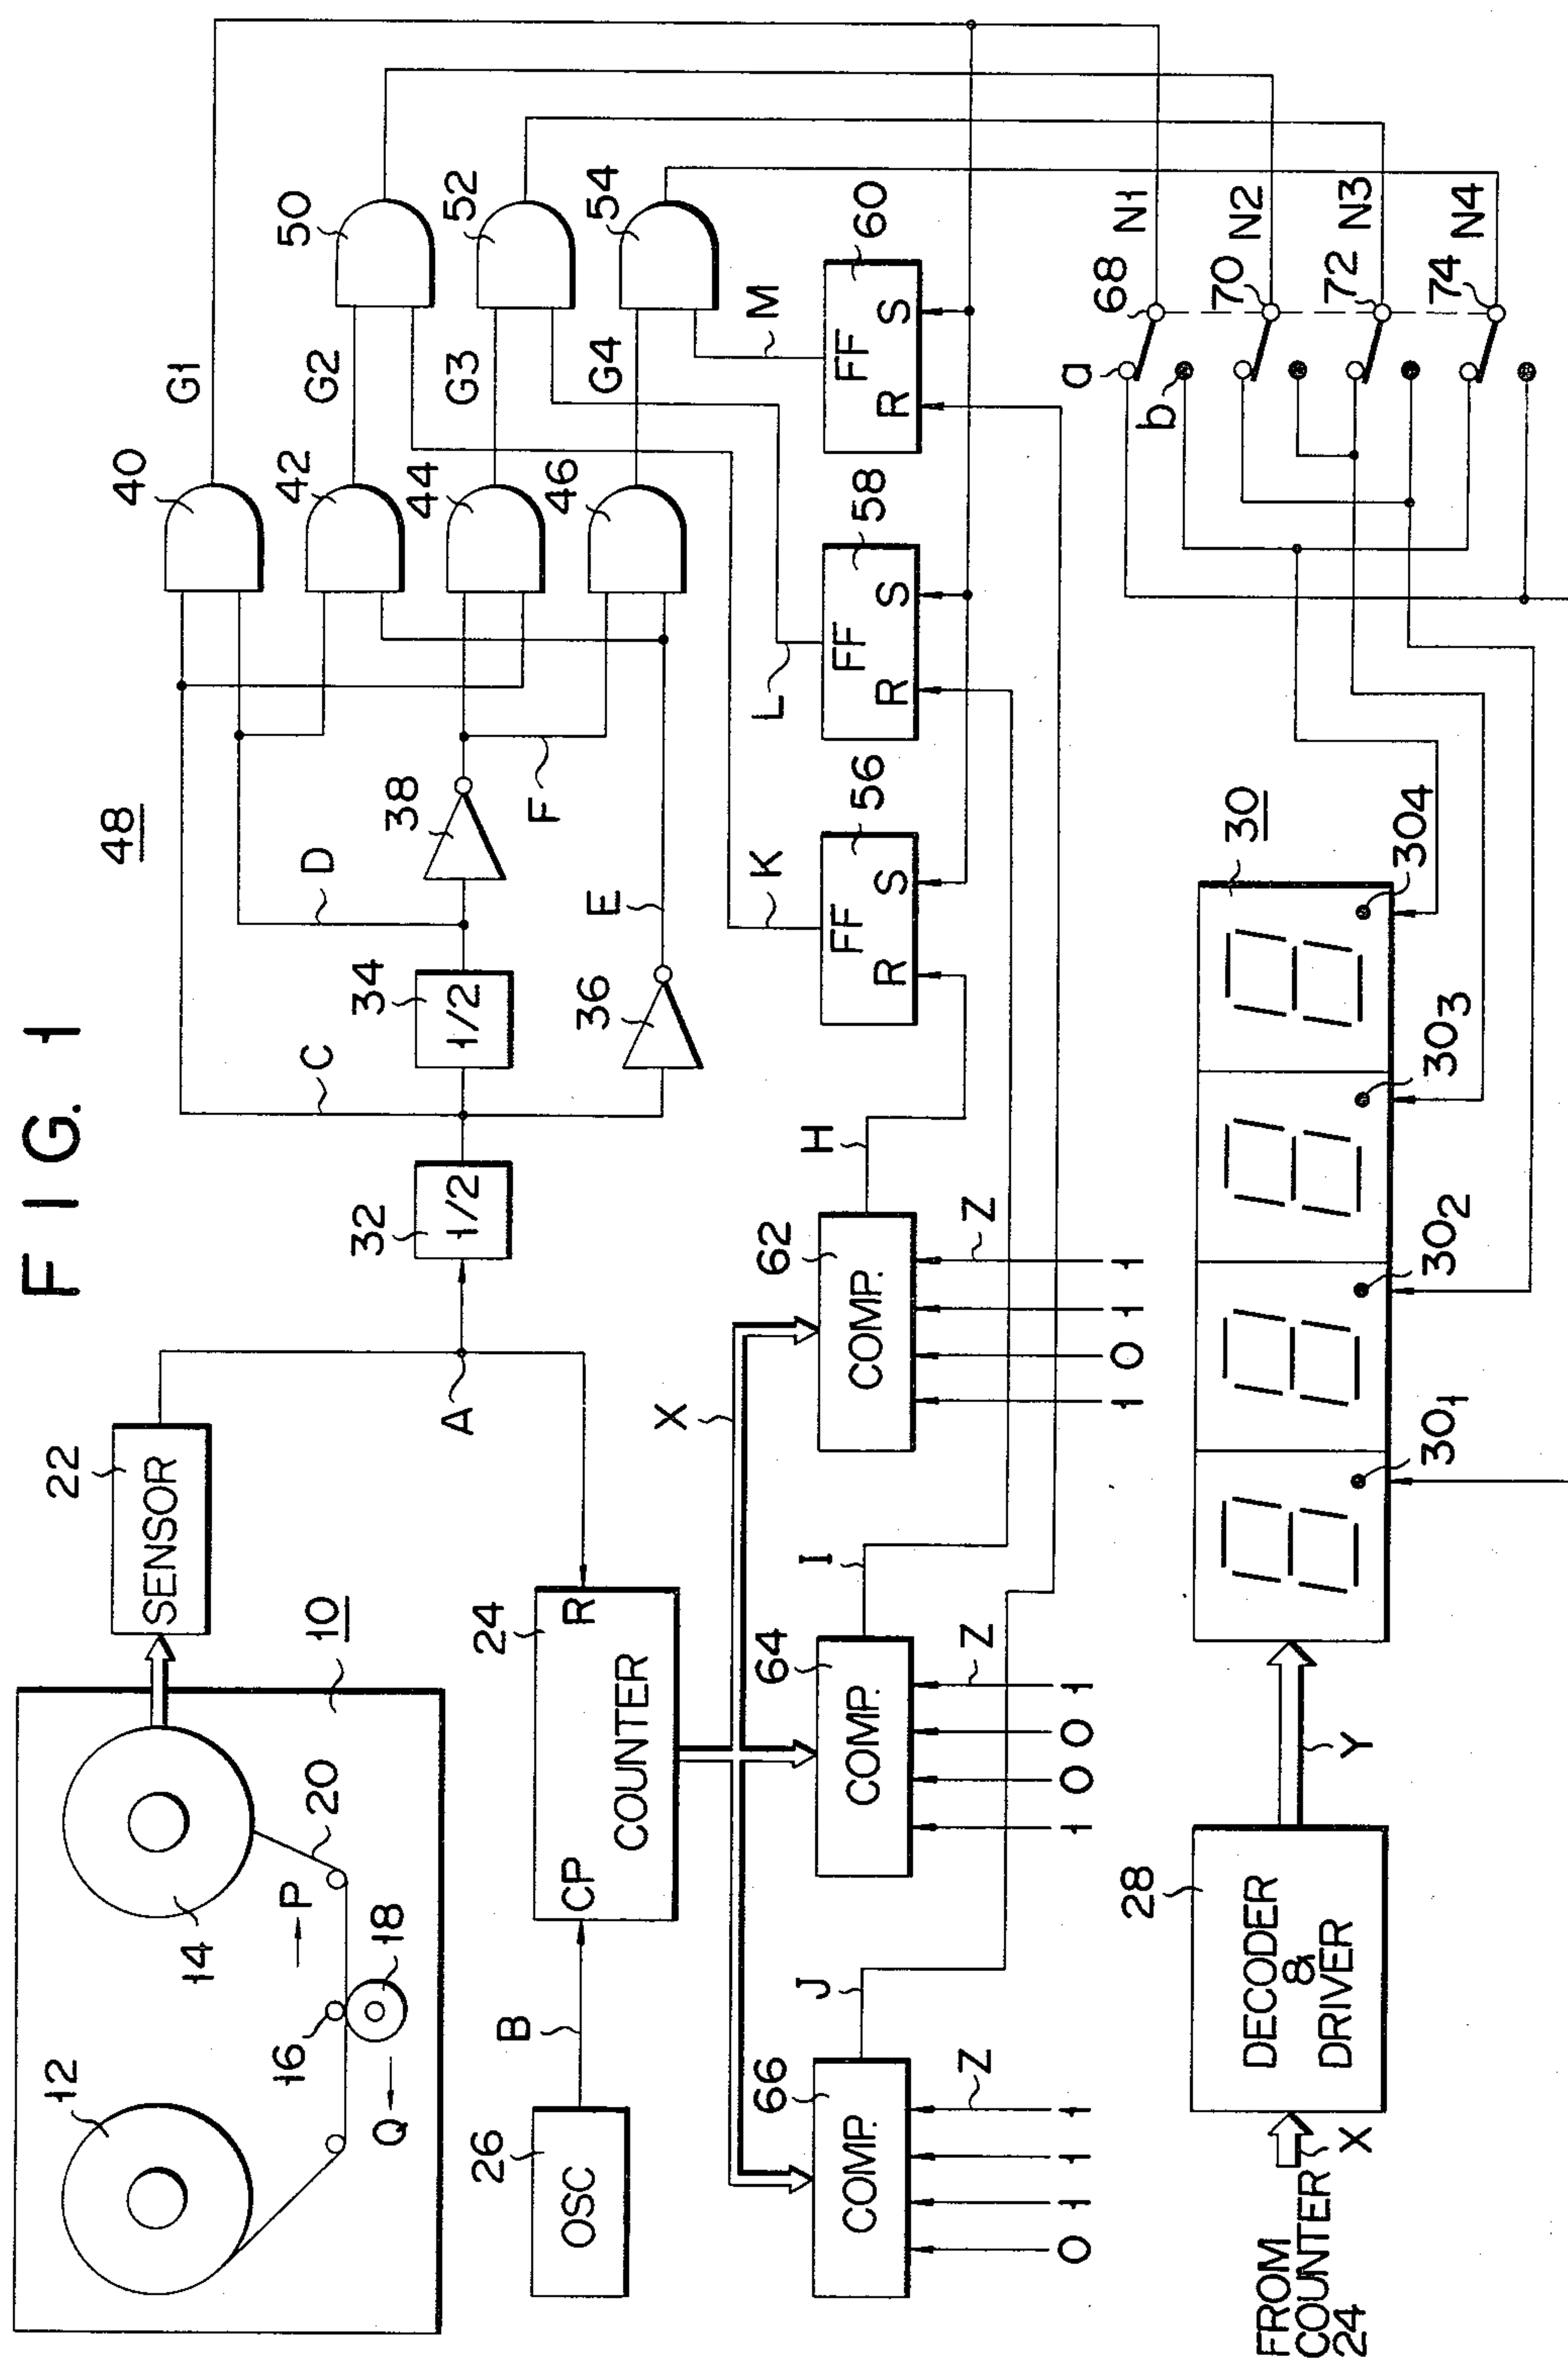 FIG. 1
10
12
14
16
18
20
P
Q
22
SENSOR
A
26
OSC
B
24
CP
R
COUNTER
X
32
1/2
C
34
1/2
D
38
36
E
F
48
40
42
44
46
G1
G2
G3
G4
50
52
54
66
COMP.
J
Z
0 1 1 1
64
COMP.
I
Z
1 0 0 1
62
COMP.
H
Z
1 0 1 1
56
FF
R S
K
58
FF
R S
L
60
FF
R S
M
FROM
COUNTER
24
X
28
DECODER
&
DRIVER
Y
30
301
302
303
304
a
b
68
70
72
74
N1
N2
N3
N4